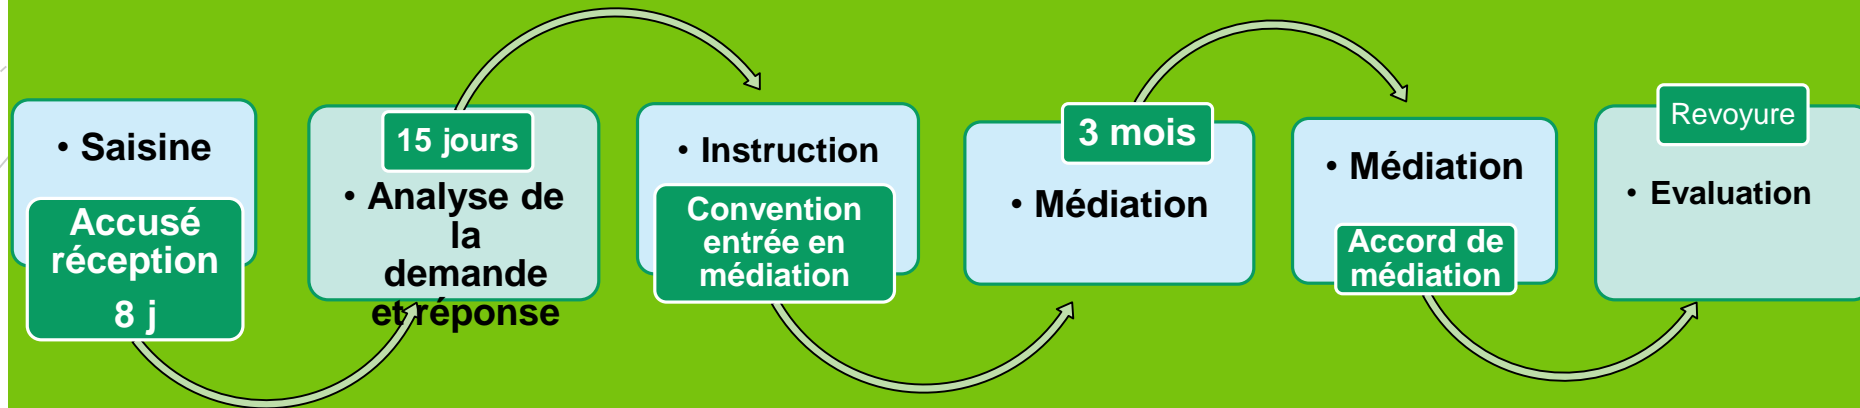 • Saisine
Accusé
réception
8 j
15 jours
• Analyse de
la
demande
et réponse
• Instruction
Convention
entrée en
médiation
3 mois
• Médiation
• Médiation
Accord de
médiation
Revoyure
• Evaluation